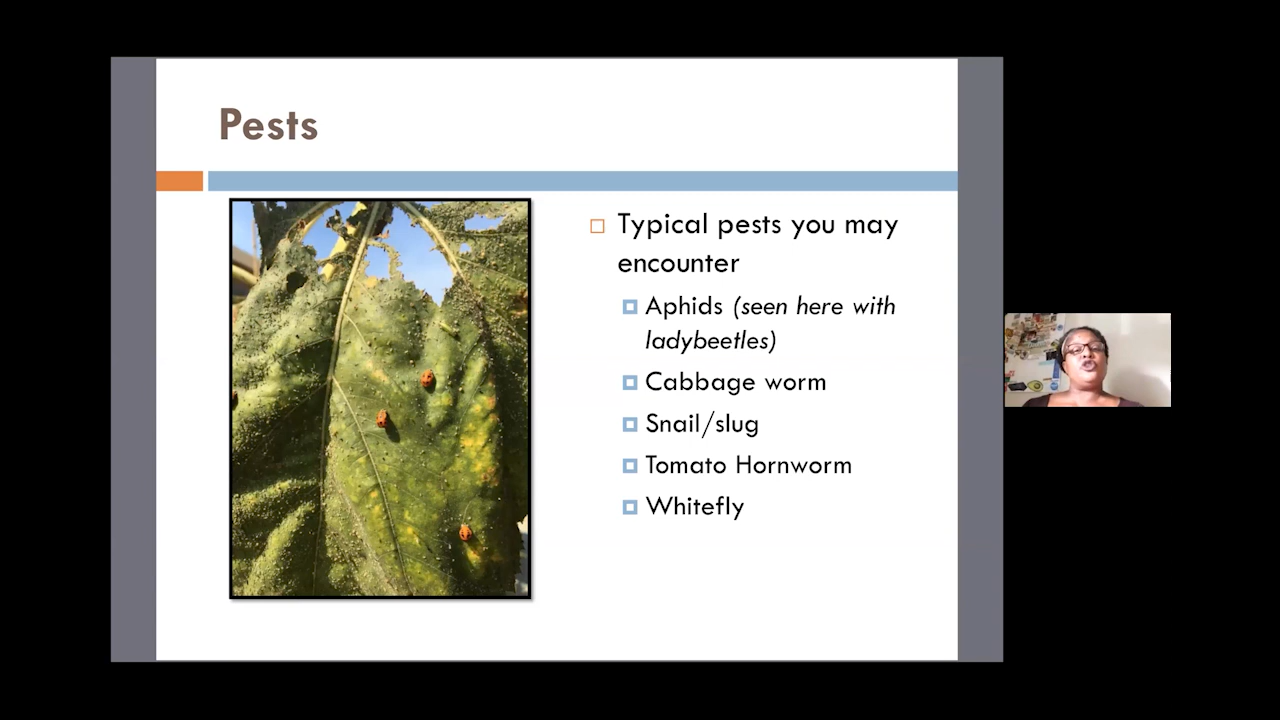 Pests
Typical pests you may
encounter
Aphids (seen here with
ladybeetles)
Cabbage worm
Snail/slug
Tomato Hornworm
Whitefly